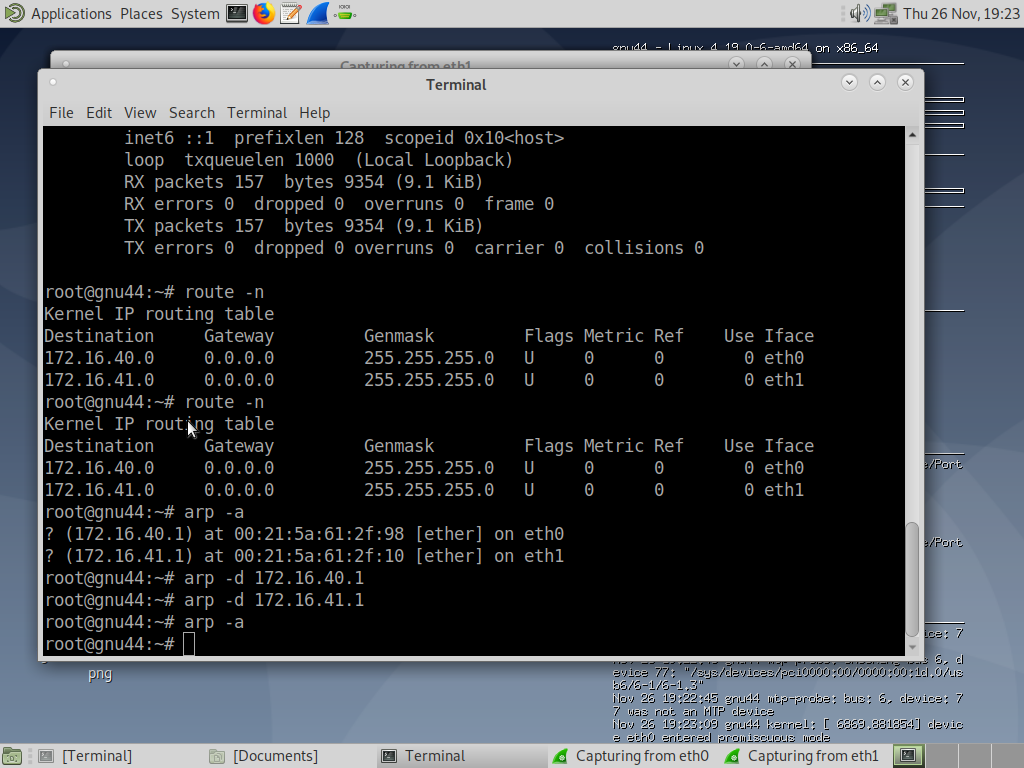 Applications Places System Thu 26 Nov, 19:23
gnu44 - Linux 4.19.0-6-amd64 on x86_64
Capturing from eth1
Terminal
File Edit View Search Terminal Help
inet6 ::1 prefixlen 128 scopeid 0x10<host>
loop txqueuelen 1000 (Local Loopback)
RX packets 157 bytes 9354 (9.1 KiB)
RX errors 0 dropped 0 overruns 0 frame 0
TX packets 157 bytes 9354 (9.1 KiB)
TX errors 0 dropped 0 overruns 0 carrier 0 collisions 0
root@gnu44:~# route -n
Kernel IP routing table
Destination Gateway Genmask Flags Metric Ref Use Iface
172.16.40.0 0.0.0.0 255.255.255.0 U 0 0 0 eth0
172.16.41.0 0.0.0.0 255.255.255.0 U 0 0 0 eth1
root@gnu44:~# route -n
Kernel IP routing table
Destination Gateway Genmask Flags Metric Ref Use Iface
172.16.40.0 0.0.0.0 255.255.255.0 U 0 0 0 eth0
172.16.41.0 0.0.0.0 255.255.255.0 U 0 0 0 eth1
root@gnu44:~# arp -a
? (172.16.40.1) at 00:21:5a:61:2f:98 [ether] on eth0
? (172.16.41.1) at 00:21:5a:61:2f:10 [ether] on eth1
root@gnu44:~# arp -d 172.16.40.1
root@gnu44:~# arp -d 172.16.41.1
root@gnu44:~# arp -a
root@gnu44:~#
e/Port
e/Port
ice: 7
png
evice 77: "/sys/devices/pci0000:00/0000:00:1d.0/us
b6/6-1/6-1.3"
Nov 26 19:22:45 gnu44 mtp-probe: bus: 6, device: 7
7 was not an MTP device
Nov 26 19:23:09 gnu44 kernel: [ 6869.881854] devic
e eth0 entered promiscuous mode
[Terminal] [Documents] Terminal Capturing from eth0 Capturing from eth1